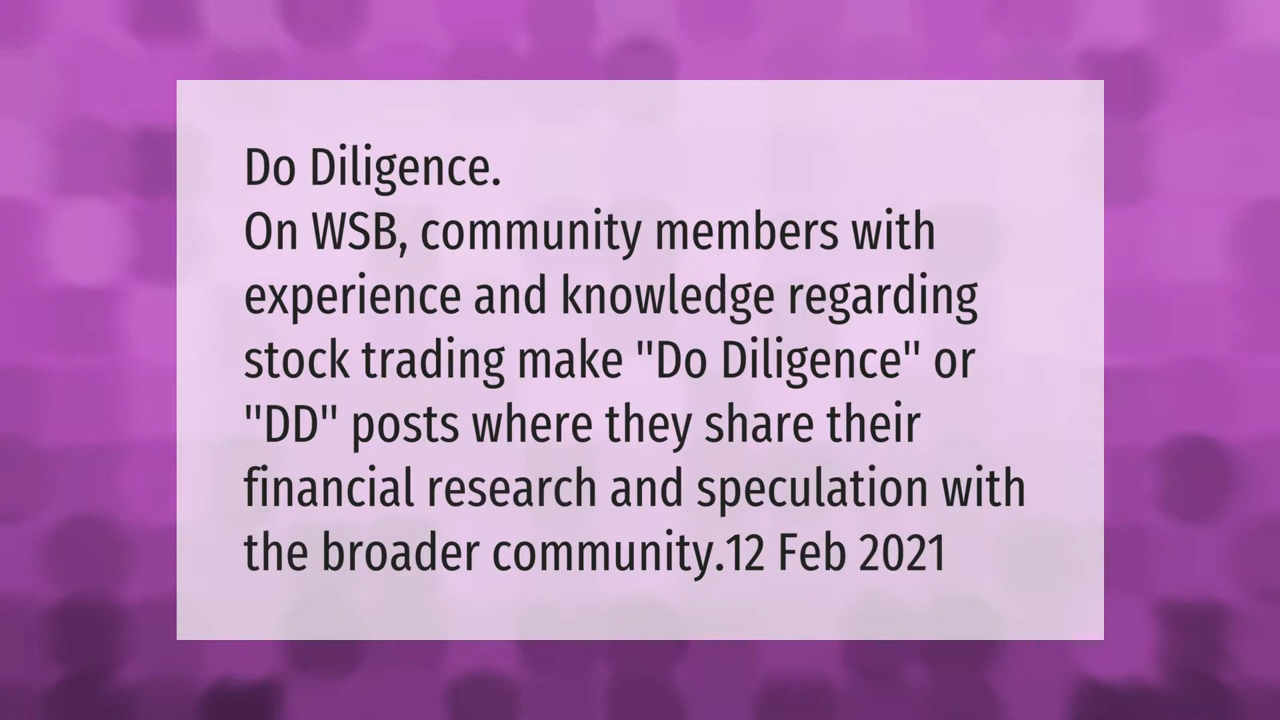 Do Diligence.
On WSB, community members with
experience and knowledge regarding
stock trading make "Do Diligence" or
"DD" posts where they share their
financial research and speculation with
the broader community.12 Feb 2021